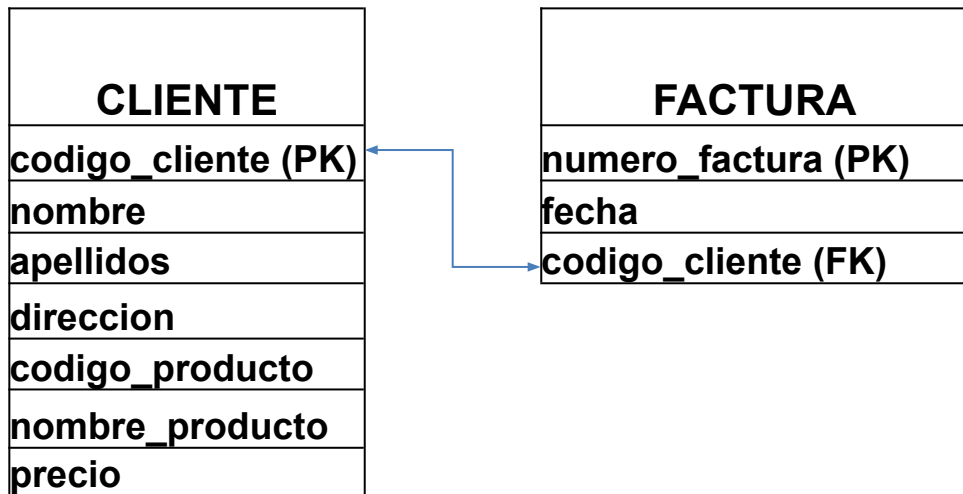 CLIENTE
codigo_cliente (PK)
nombre
apellidos
direccion
codigo_producto
nombre_producto
precio
FACTURA
numero_factura (PK)
fecha
codigo_cliente (FK)